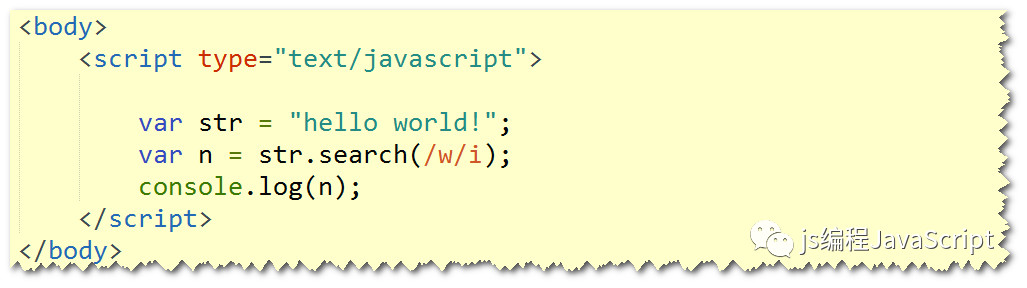 <body>
<script type="text/javascript">
var str = "hello world!";
var n = str.search(/w/i);
console.log(n);
</script>
</body>
js编程JavaScript